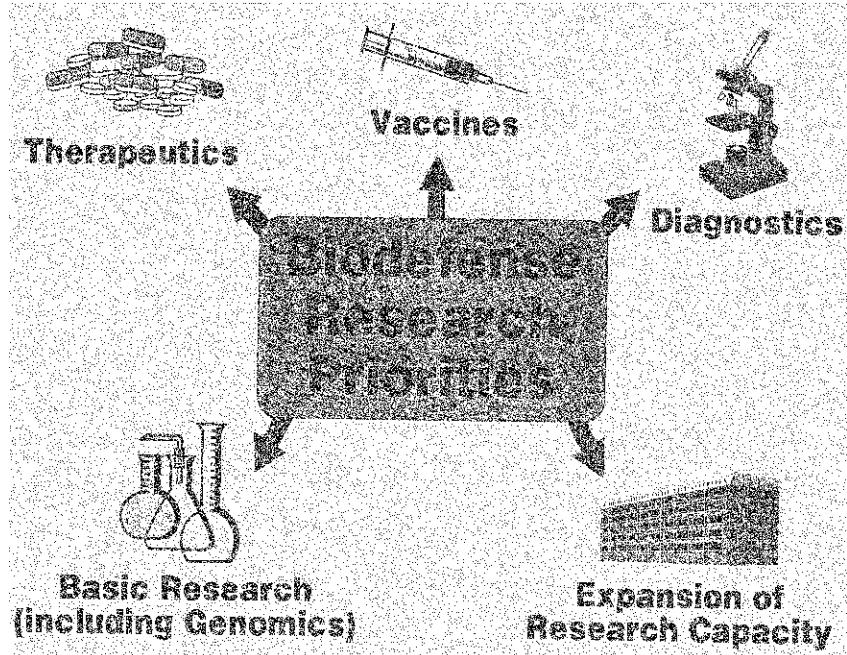 Therapeutics
Vaccines
Diagnostics
Biodefense
Research
Priorities
Basic Research
(including Genomics)
Expansion of
Research Capacity